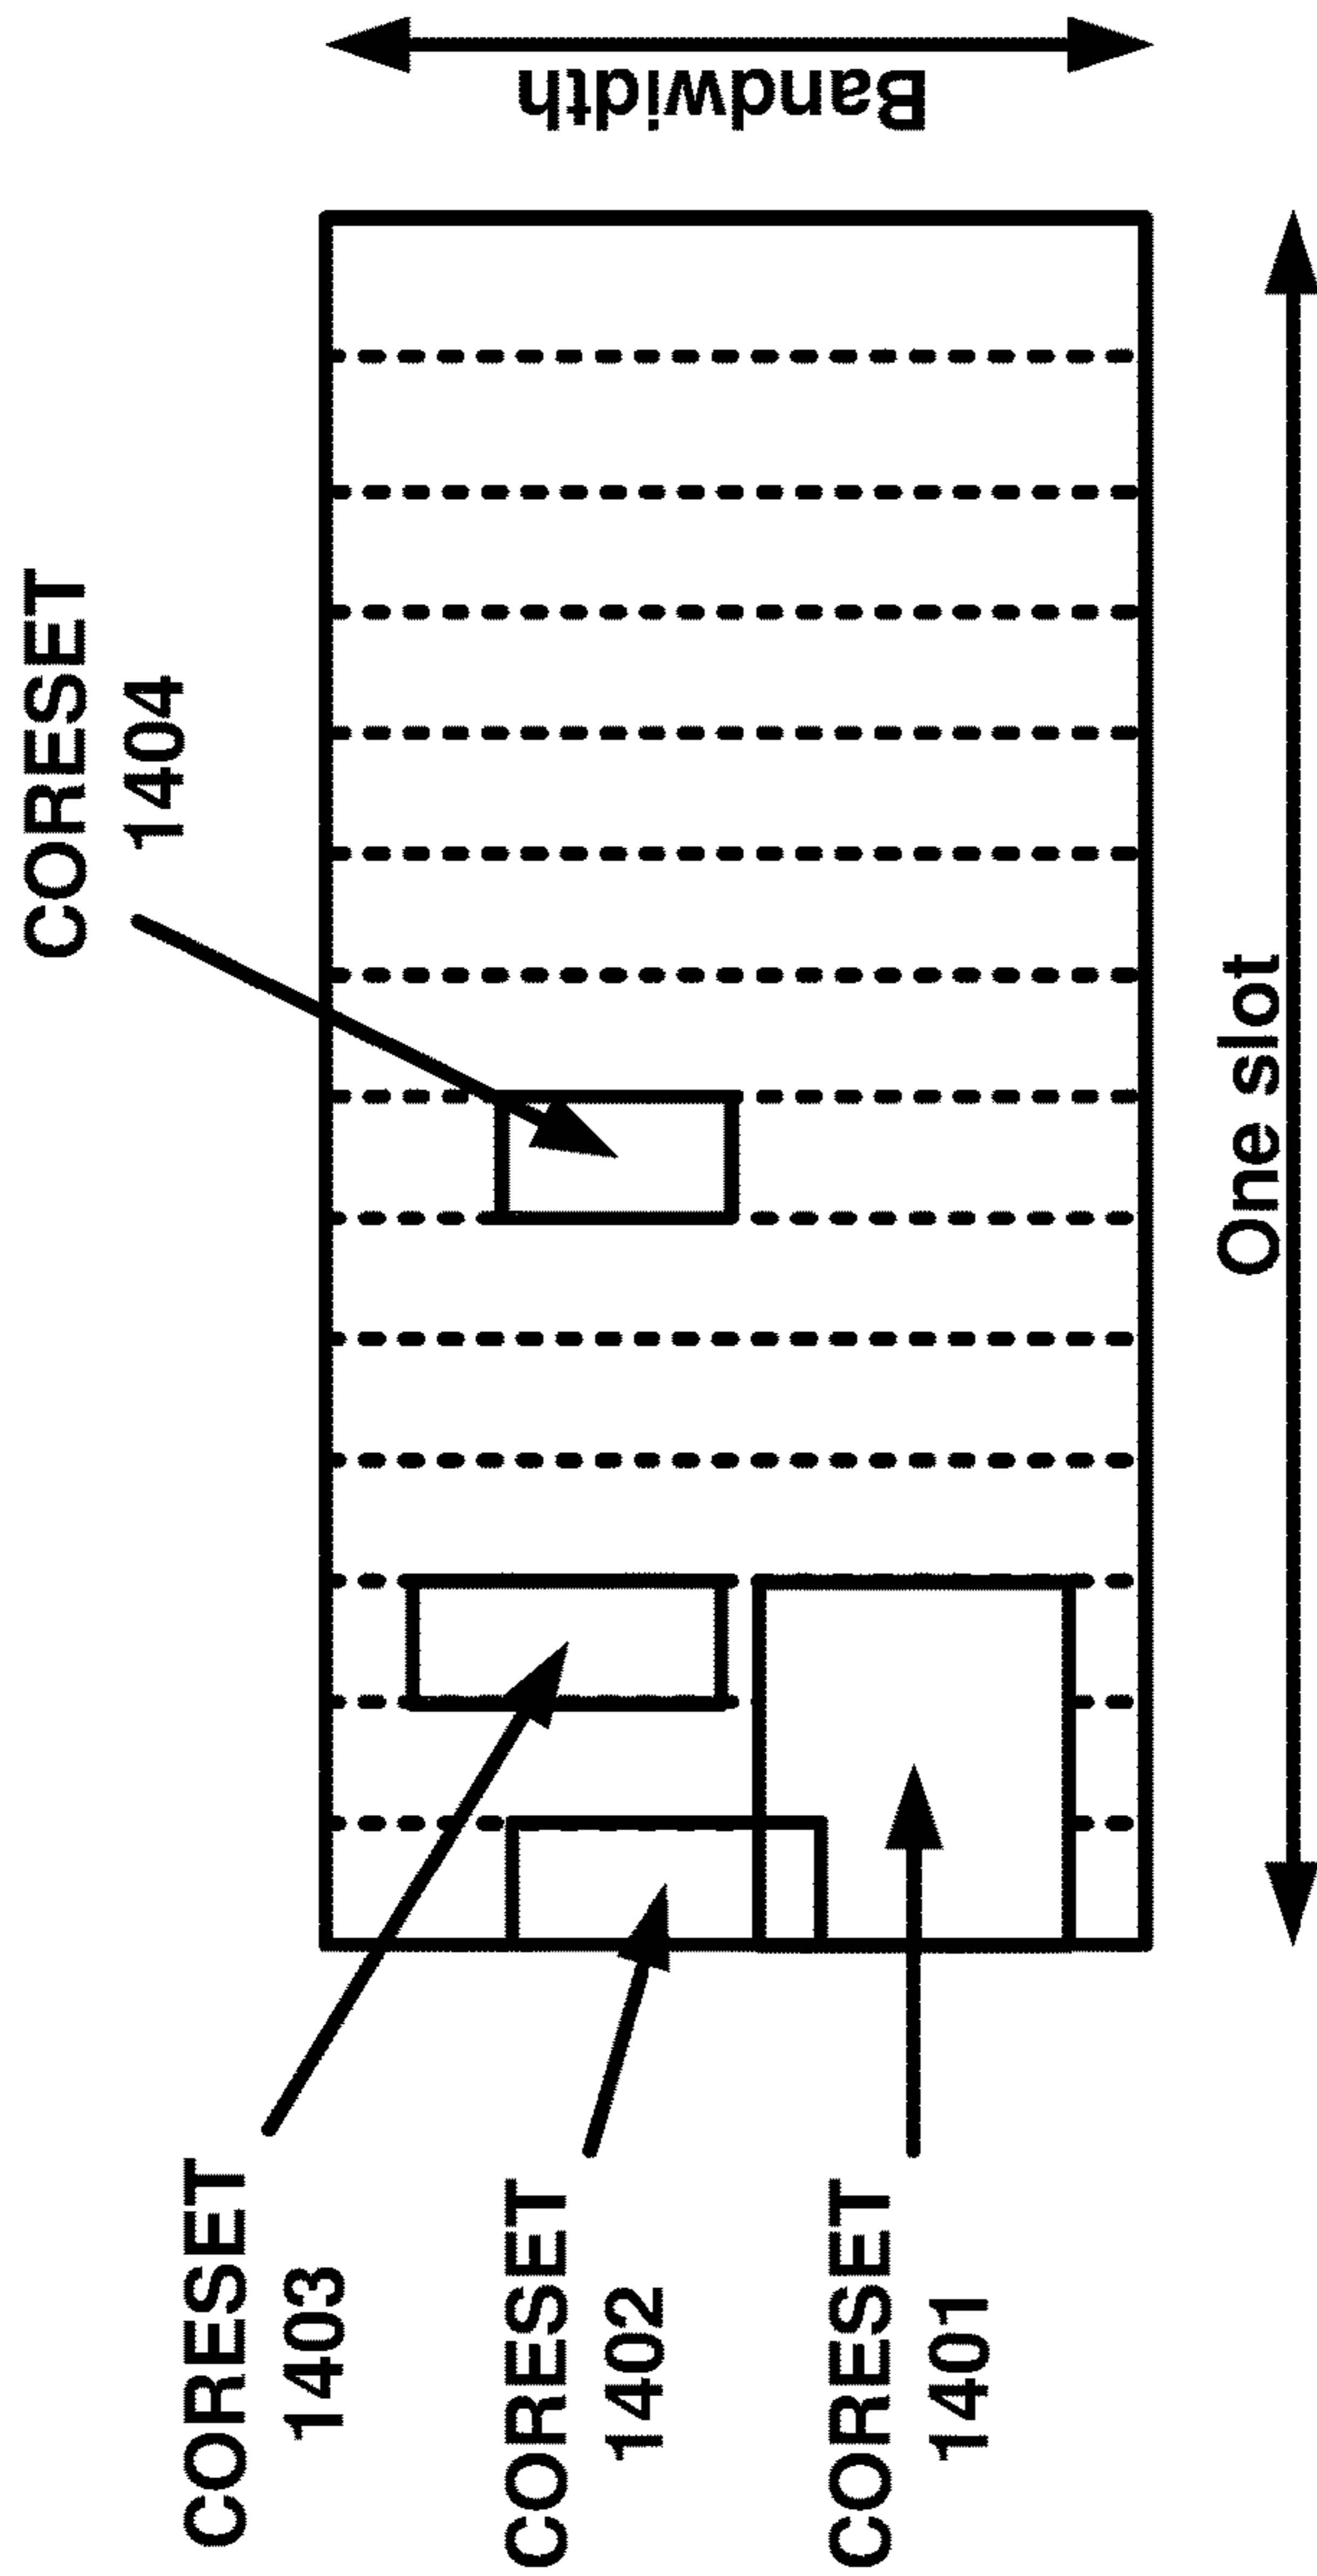 CORESET
1404
CORESET
1403
CORESET
1402
CORESET
1401
Bandwidth
One slot